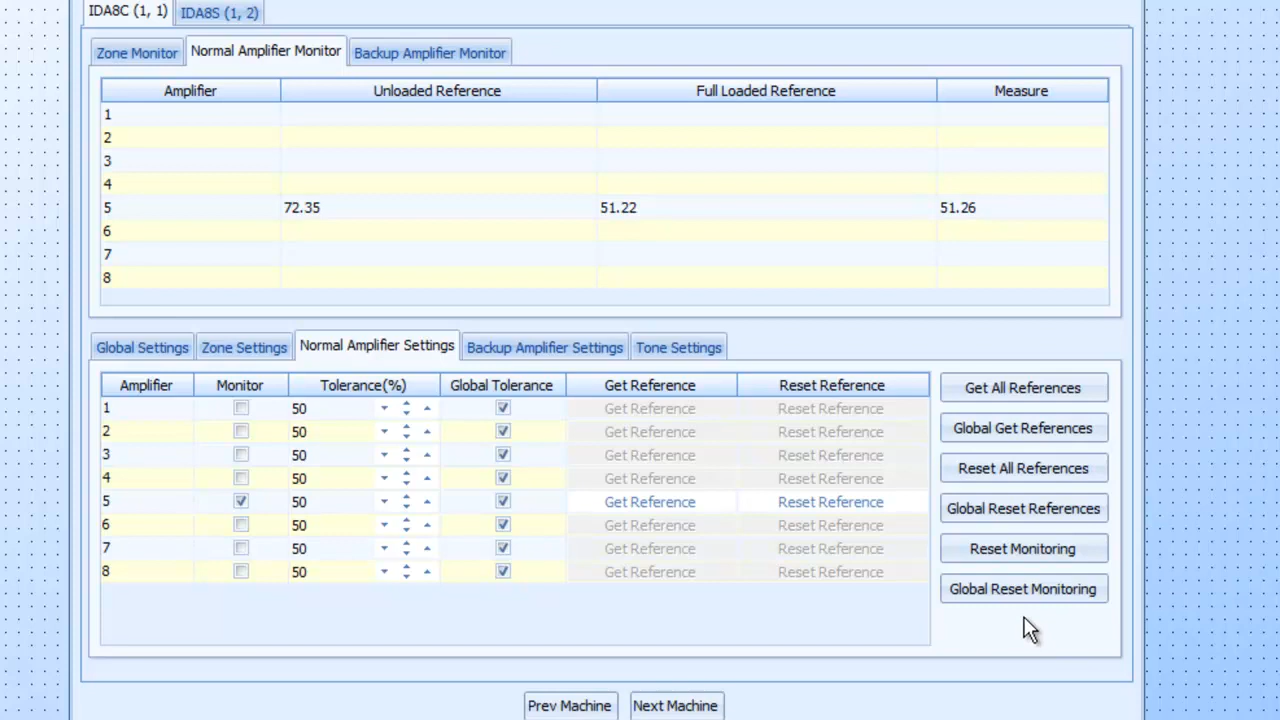 IDA8C (1, 1) IDA8S (1, 2)
Zone Monitor Normal Amplifier Monitor Backup Amplifier Monitor
Amplifier Unloaded Reference Full Loaded Reference Measure
1
2
3
4
5 72.35 51.22 51.26
6
7
8
Global Settings Zone Settings Normal Amplifier Settings Backup Amplifier Settings Tone Settings
Amplifier Monitor Tolerance(%) Global Tolerance Get Reference Reset Reference
1 50 Get Reference Reset Reference
2 50 Get Reference Reset Reference
3 50 Get Reference Reset Reference
4 50 Get Reference Reset Reference
5 50 Get Reference Reset Reference
6 50 Get Reference Reset Reference
7 50 Get Reference Reset Reference
8 50 Get Reference Reset Reference
Get All References
Global Get References
Reset All References
Global Reset References
Reset Monitoring
Global Reset Monitoring
Prev Machine Next Machine